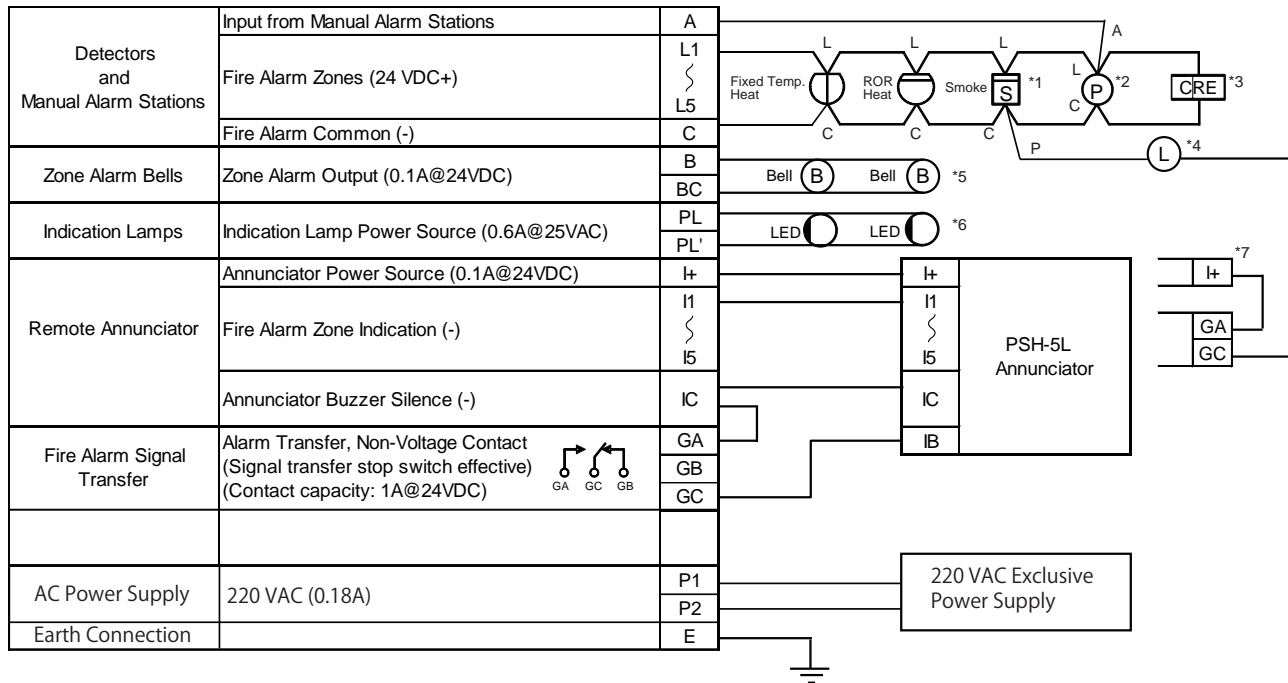 Detectors
and
Manual Alarm Stations
Input from Manual Alarm Stations
A
Fire Alarm Zones (24 VDC+)
L1
L5
Fire Alarm Common (-)
C
Zone Alarm Bells
Zone Alarm Output (0.1A@24VDC)
B
BC
Indication Lamps
Indication Lamp Power Source (0.6A@25VAC)
PL
PL'
Remote Annunciator
Annunciator Power Source (0.1A@24VDC)
I+
Fire Alarm Zone Indication (-)
I1
I5
Annunciator Buzzer Silence (-)
IC
Fire Alarm Signal
Transfer
Alarm Transfer, Non-Voltage Contact
(Signal transfer stop switch effective)
(Contact capacity: 1A@24VDC)
GA GC GB
GA
GB
GC
AC Power Supply
220 VAC (0.18A)
P1
P2
Earth Connection
E
A
L L L
L
Fixed Temp.
Heat
ROR
Heat
Smoke
S
*1
P
*2
CRE
*3
C
C C C
P
L
*4
Bell B Bell B *5
LED LED *6
I+
I1
I5
IC
IB
PSH-5L
Annunciator
*7
I+
GA
GC
220 VAC Exclusive
Power Supply